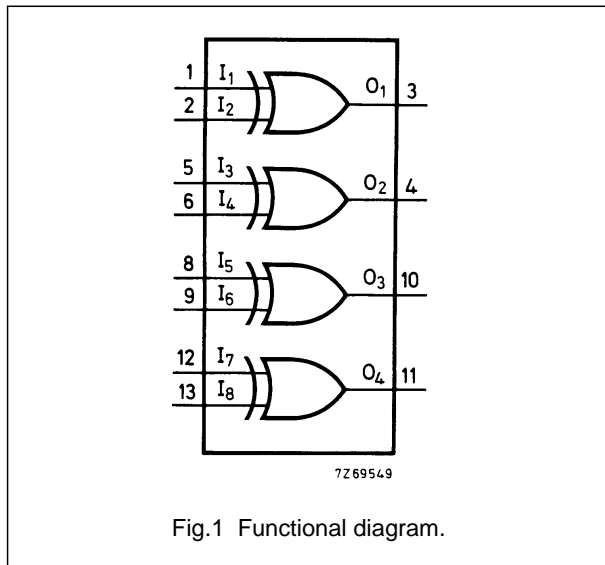 1 I1 O1 3
2 I2
5 I3 O2 4
6 I4
8 I5 O3 10
9 I6
12 I7 O4 11
13 I8
7Z69549
Fig.1 Functional diagram.